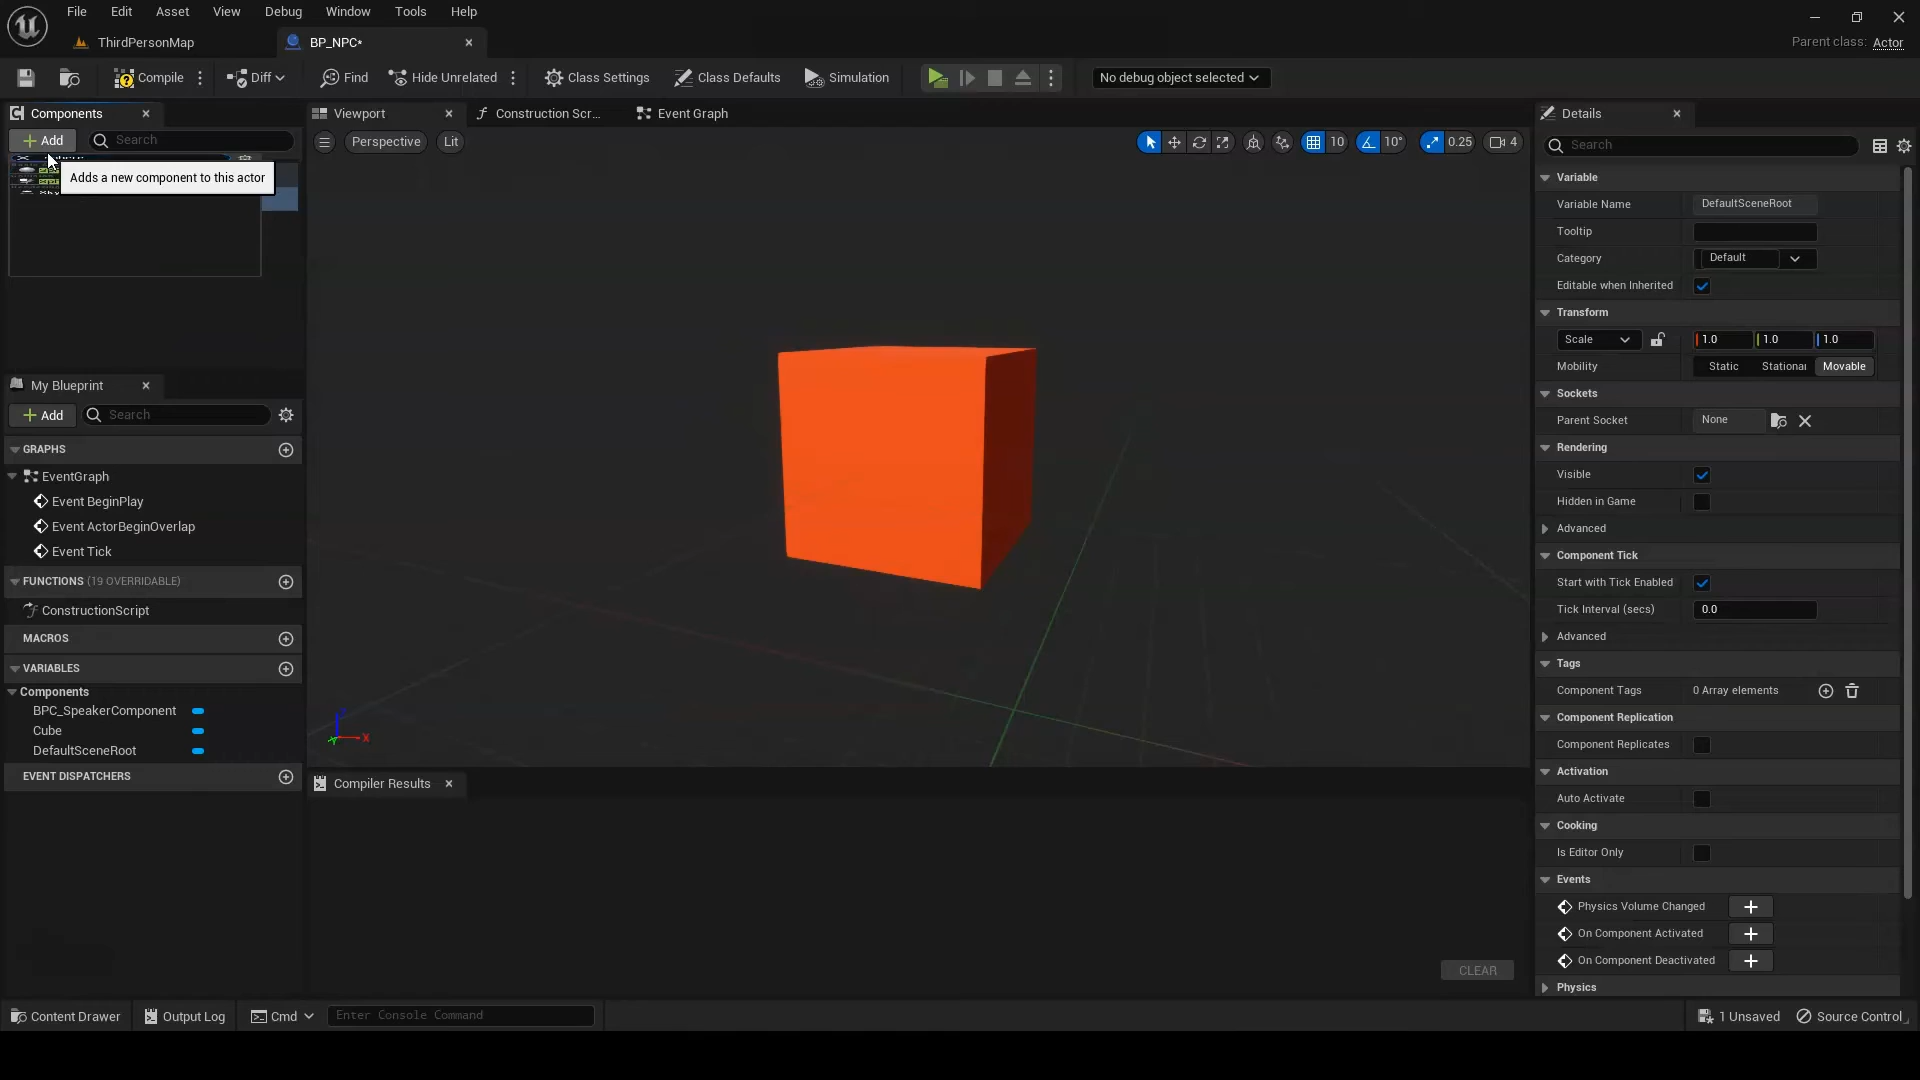 File Edit Asset View Debug Window Tools Help
ThirdPersonMap BP_NPC*
Parent class: Actor
Compile Diff Find Hide Unrelated Class Settings Class Defaults Simulation No debug object selected
Components
Add Search
Adds a new component to this actor
My Blueprint
Add Search
GRAPHS
EventGraph
Event BeginPlay
Event ActorBeginOverlap
Event Tick
FUNCTIONS (19 OVERRIDABLE)
ConstructionScript
MACROS
VARIABLES
Components
BPC_SpeakerComponent
Cube
DefaultSceneRoot
EVENT DISPATCHERS
Viewport Construction Scr... Event Graph
Perspective Lit 10 10° 0.25 4
X
Compiler Results
CLEAR
Details
Search
Variable
Variable Name DefaultSceneRoot
Tooltip
Category Default
Editable when Inherited
Transform
Scale 1.0 1.0 1.0
Mobility Static Stationar Movable
Sockets
Parent Socket None
Rendering
Visible
Hidden in Game
Advanced
Component Tick
Start with Tick Enabled
Tick Interval (secs) 0.0
Advanced
Tags
Component Tags 0 Array elements
Component Replication
Component Replicates
Activation
Auto Activate
Cooking
Is Editor Only
Events
Physics Volume Changed
On Component Activated
On Component Deactivated
Physics
Content Drawer Output Log Cmd Enter Console Command 1 Unsaved Source Control